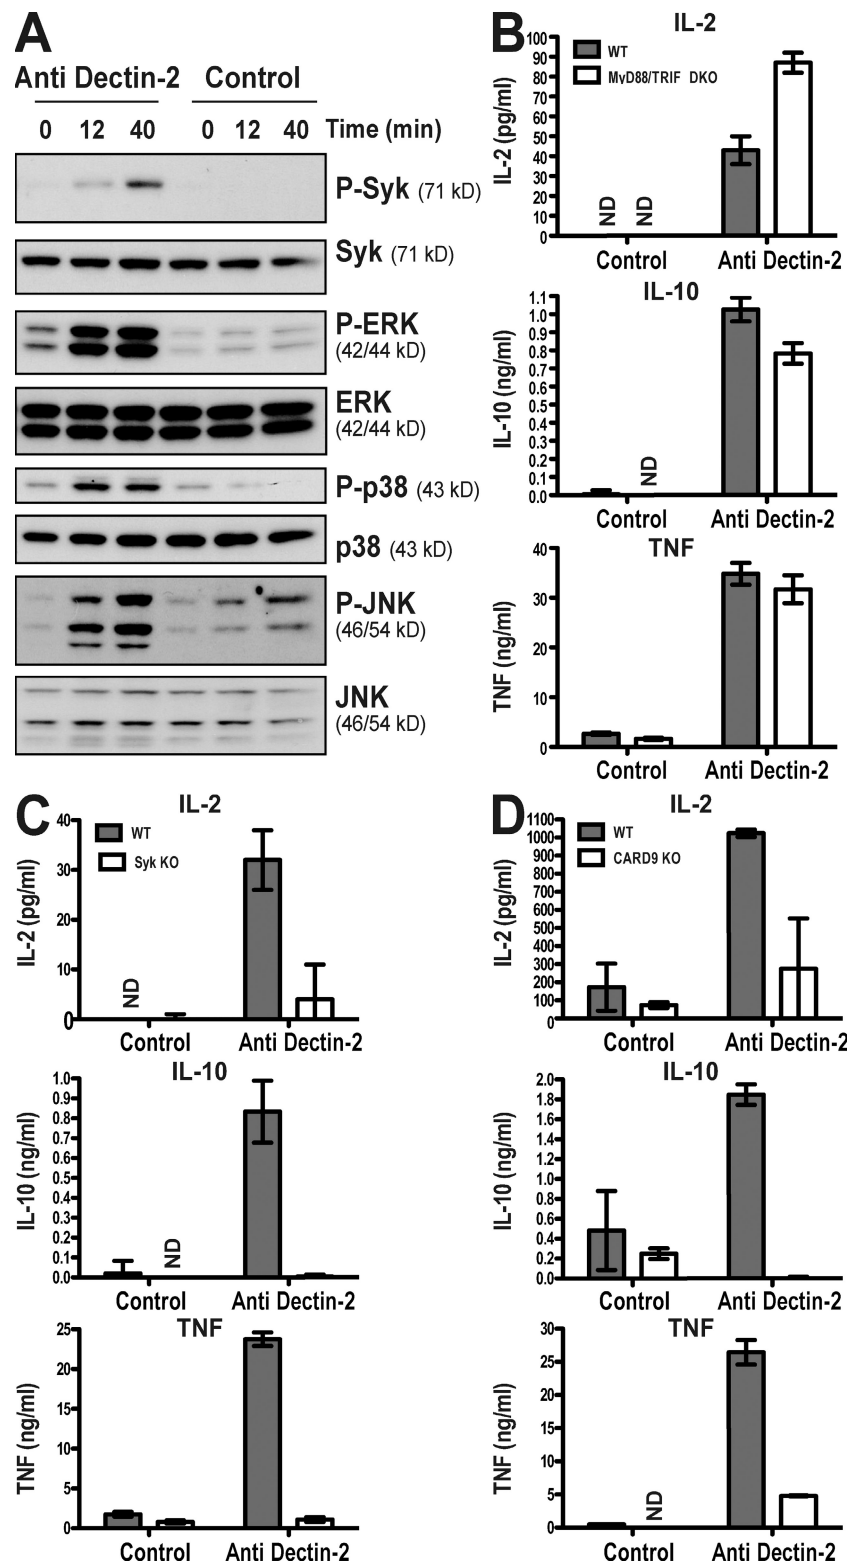 A
Anti Dectin-2 Control
0 12 40 0 12 40 Time (min)
P-Syk (71 kD)
Syk (71 kD)
P-ERK
(42/44 kD)
ERK
(42/44 kD)
P-p38 (43 kD)
p38 (43 kD)
P-JNK
(46/54 kD)
JNK
(46/54 kD)
B
IL-2
WT
MyD88/TRIF DKO
IL-2 (pg/ml)
100
90
80
70
60
50
40
30
20
10
0
ND ND
Control Anti Dectin-2
IL-10
IL-10 (ng/ml)
1.1
1.0
0.9
0.8
0.7
0.6
0.5
0.4
0.3
0.2
0.1
0.0
ND
Control Anti Dectin-2
TNF
TNF (ng/ml)
40
30
20
10
0
Control Anti Dectin-2
C
IL-2
WT
Syk KO
IL-2 (pg/ml)
40
30
20
10
0
ND
Control Anti Dectin-2
IL-10
IL-10 (ng/ml)
1.0
0.9
0.8
0.7
0.6
0.5
0.4
0.3
0.2
0.1
0.0
ND
Control Anti Dectin-2
TNF
TNF (ng/ml)
25
20
15
10
5
0
Control Anti Dectin-2
D
IL-2
WT
CARD9 KO
IL-2 (pg/ml)
1100
1000
900
800
700
600
500
400
300
200
100
0
Control Anti Dectin-2
IL-10
IL-10 (ng/ml)
2.0
1.8
1.6
1.4
1.2
1.0
0.8
0.6
0.4
0.2
0.0
Control Anti Dectin-2
TNF
TNF (ng/ml)
30
25
20
15
10
5
0
ND
Control Anti Dectin-2